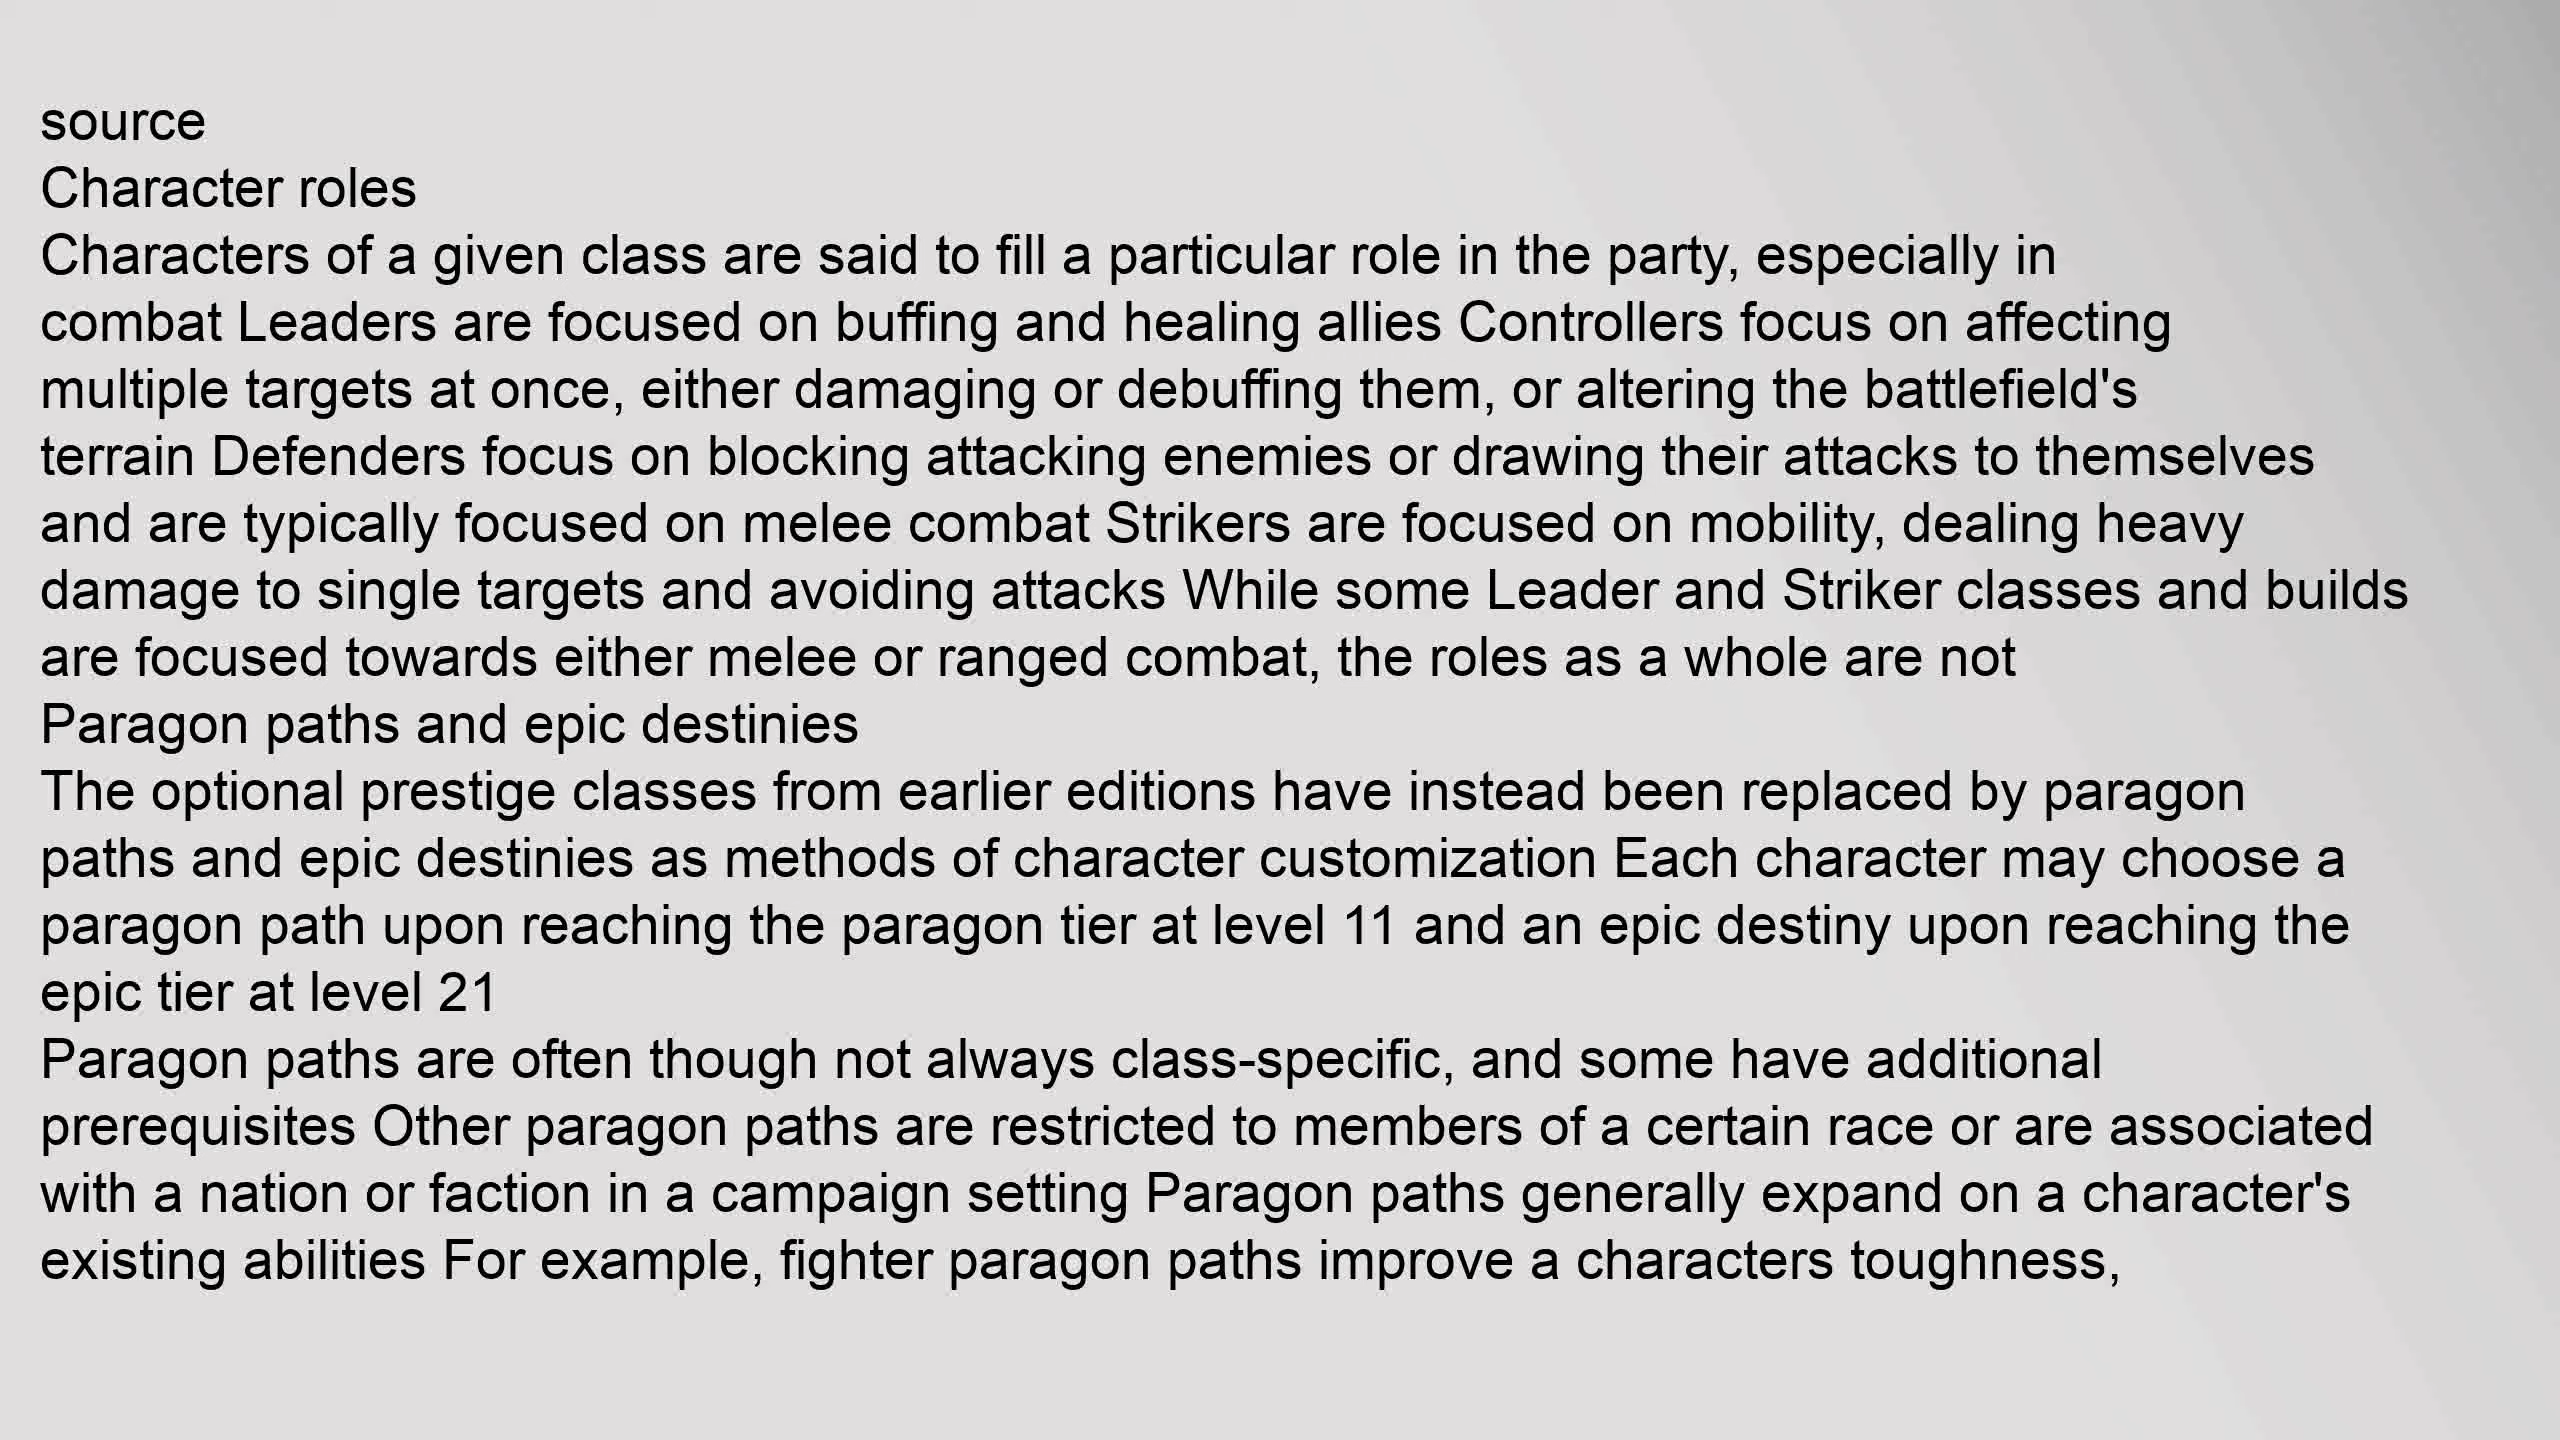 source
Character roles
Characters of a given class are said to fill a particular role in the party, especially in
combat Leaders are focused on buffing and healing allies Controllers focus on affecting
multiple targets at once, either damaging or debuffing them, or altering the battlefield's
terrain Defenders focus on blocking attacking enemies or drawing their attacks to themselves
and are typically focused on melee combat Strikers are focused on mobility, dealing heavy
damage to single targets and avoiding attacks While some Leader and Striker classes and builds
are focused towards either melee or ranged combat, the roles as a whole are not
Paragon paths and epic destinies
The optional prestige classes from earlier editions have instead been replaced by paragon
paths and epic destinies as methods of character customization Each character may choose a
paragon path upon reaching the paragon tier at level 11 and an epic destiny upon reaching the
epic tier at level 21
Paragon paths are often though not always class-specific, and some have additional
prerequisites Other paragon paths are restricted to members of a certain race or are associated
with a nation or faction in a campaign setting Paragon paths generally expand on a character's
existing abilities For example, fighter paragon paths improve a characters toughness,